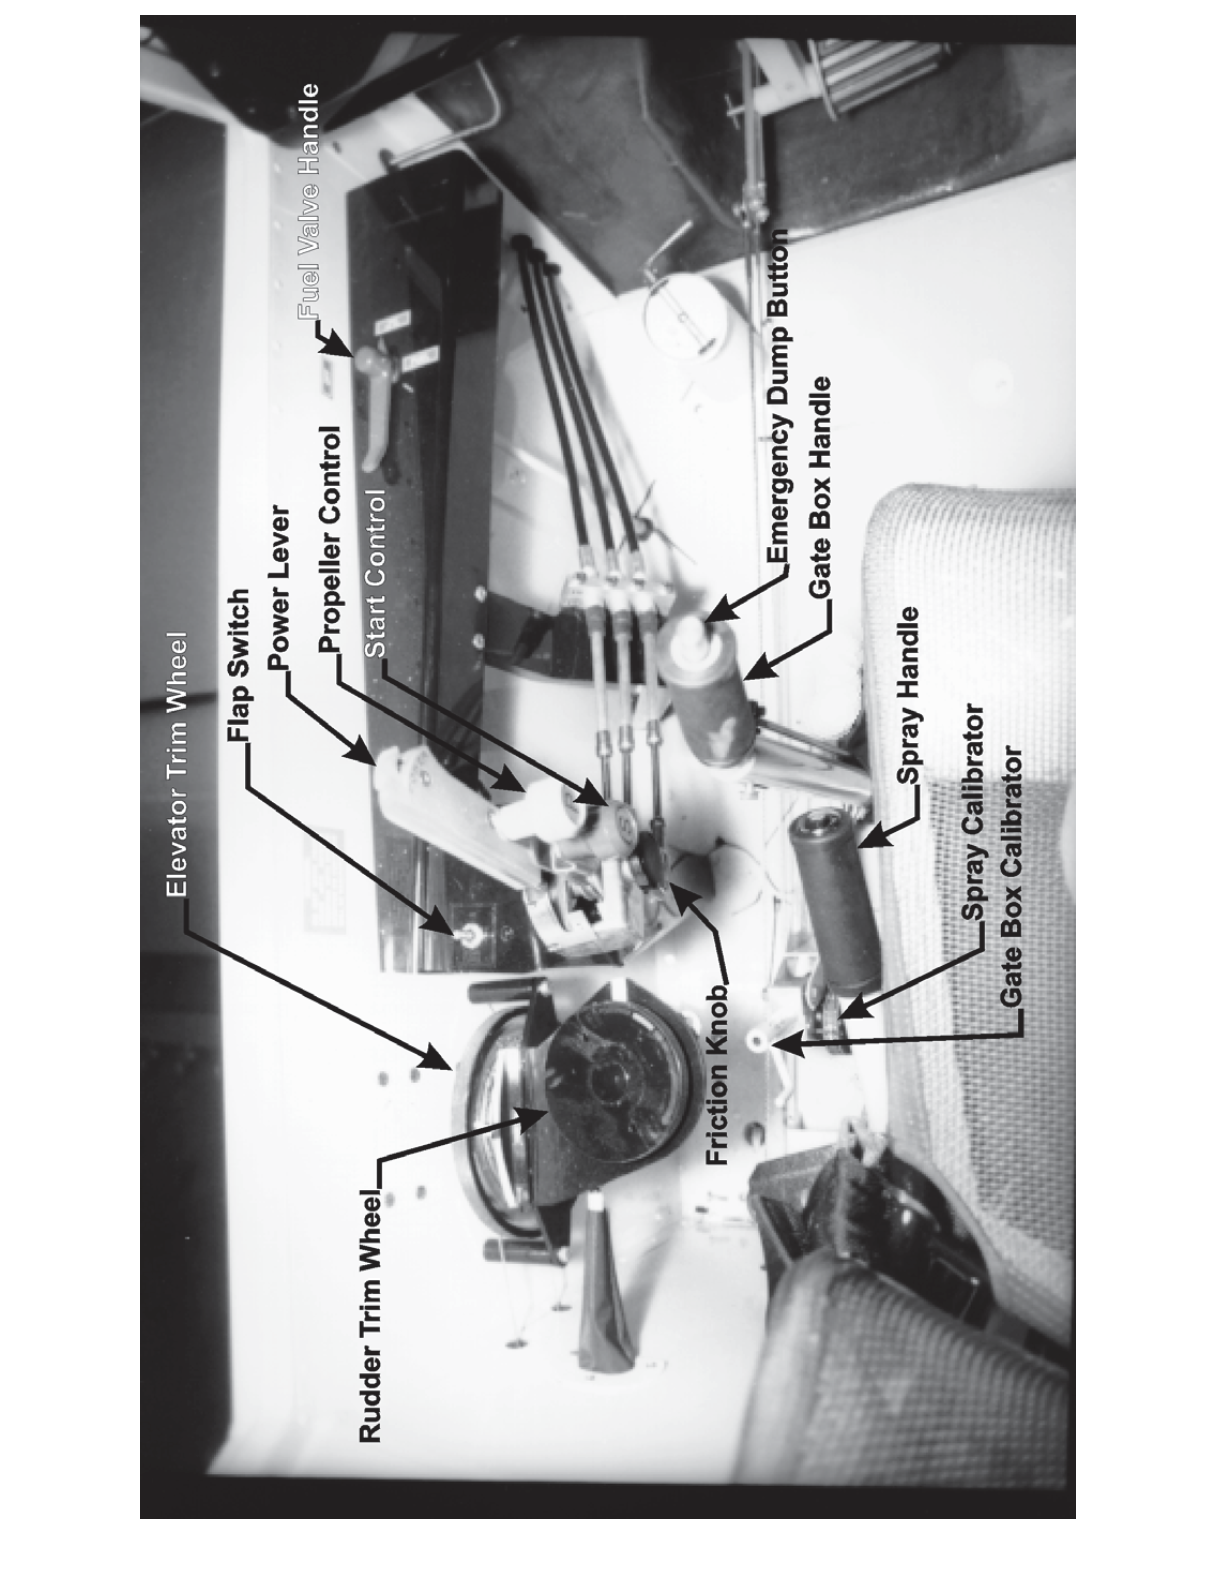 Elevator Trim Wheel
Flap Switch
Power Lever
Fuel Valve Handle
Propeller Control
Start Control
Rudder Trim Wheel
Friction Knob
Emergency Dump Button
Gate Box Handle
Spray Handle
Spray Calibrator
Gate Box Calibrator